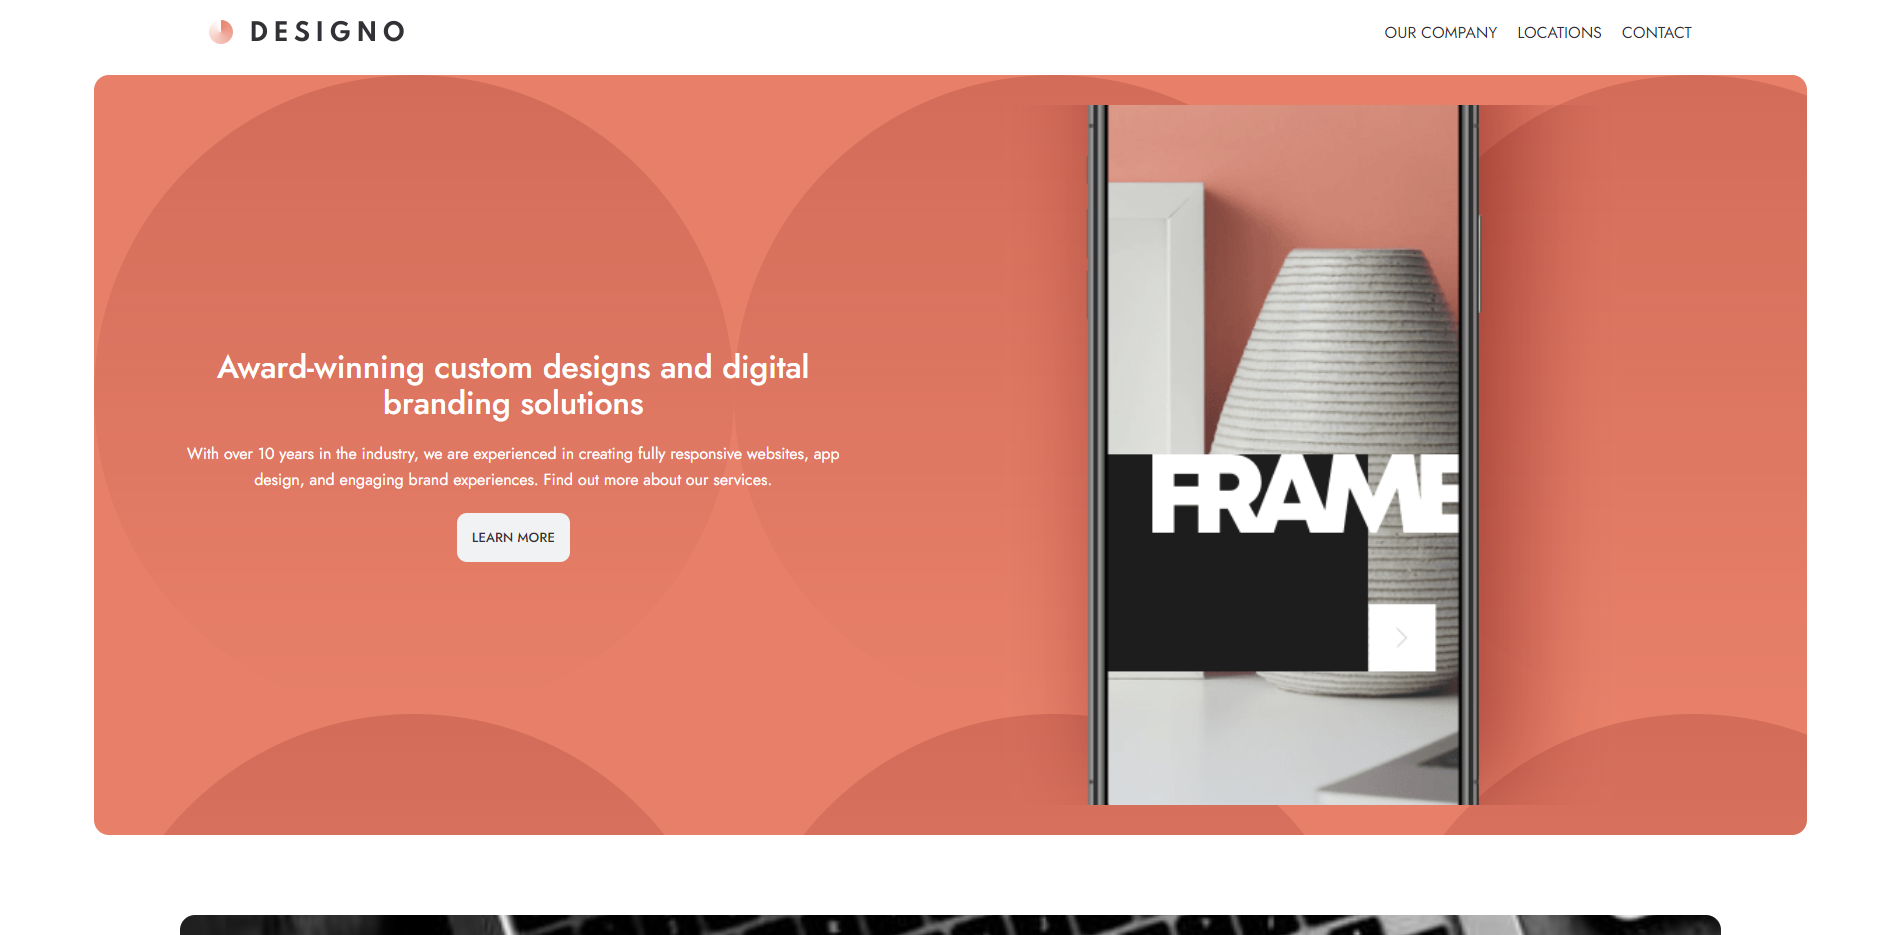 DESIGNO
OUR COMPANY LOCATIONS CONTACT
Award-winning custom designs and digital
branding solutions
With over 10 years in the industry, we are experienced in creating fully responsive websites, app
design, and engaging brand experiences. Find out more about our services.
LEARN MORE
FRAME